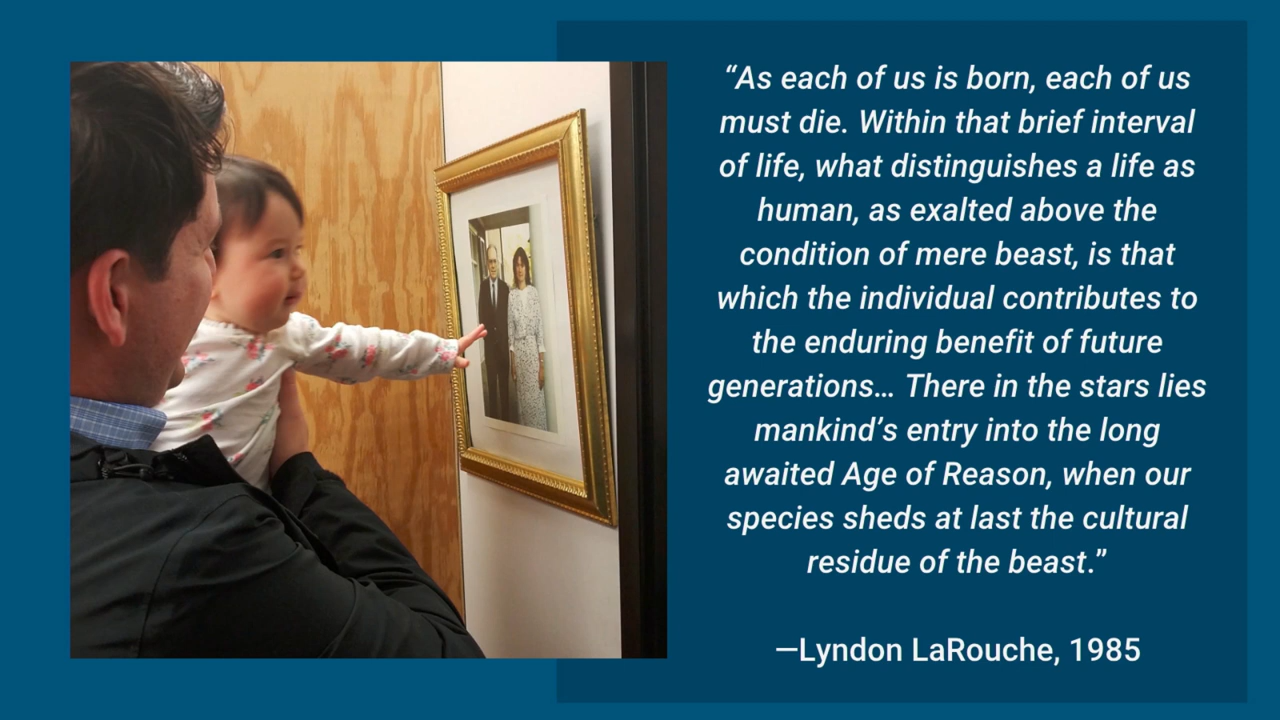 “As each of us is born, each of us
must die. Within that brief interval
of life, what distinguishes a life as
human, as exalted above the
condition of mere beast, is that
which the individual contributes to
the enduring benefit of future
generations… There in the stars lies
mankind’s entry into the long
awaited Age of Reason, when our
species sheds at last the cultural
residue of the beast.”
—Lyndon LaRouche, 1985